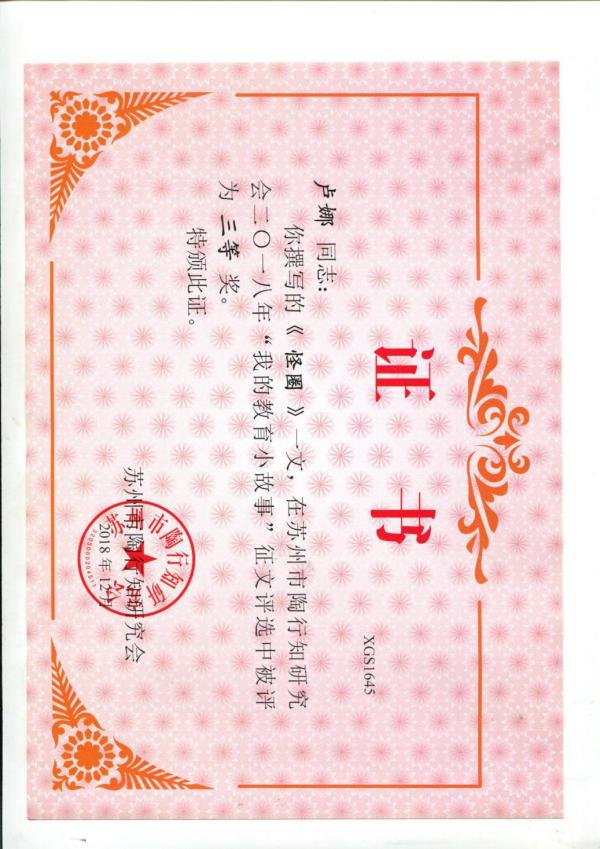 证书
XGS1645
卢娜 同志：
你撰写的《怪圈》一文，在苏州市陶行知研究
会二〇一八年“我的教育小故事”征文评选中被评
为 三等 奖。
特颁此证。
苏州市陶行知研究会
2018年12月